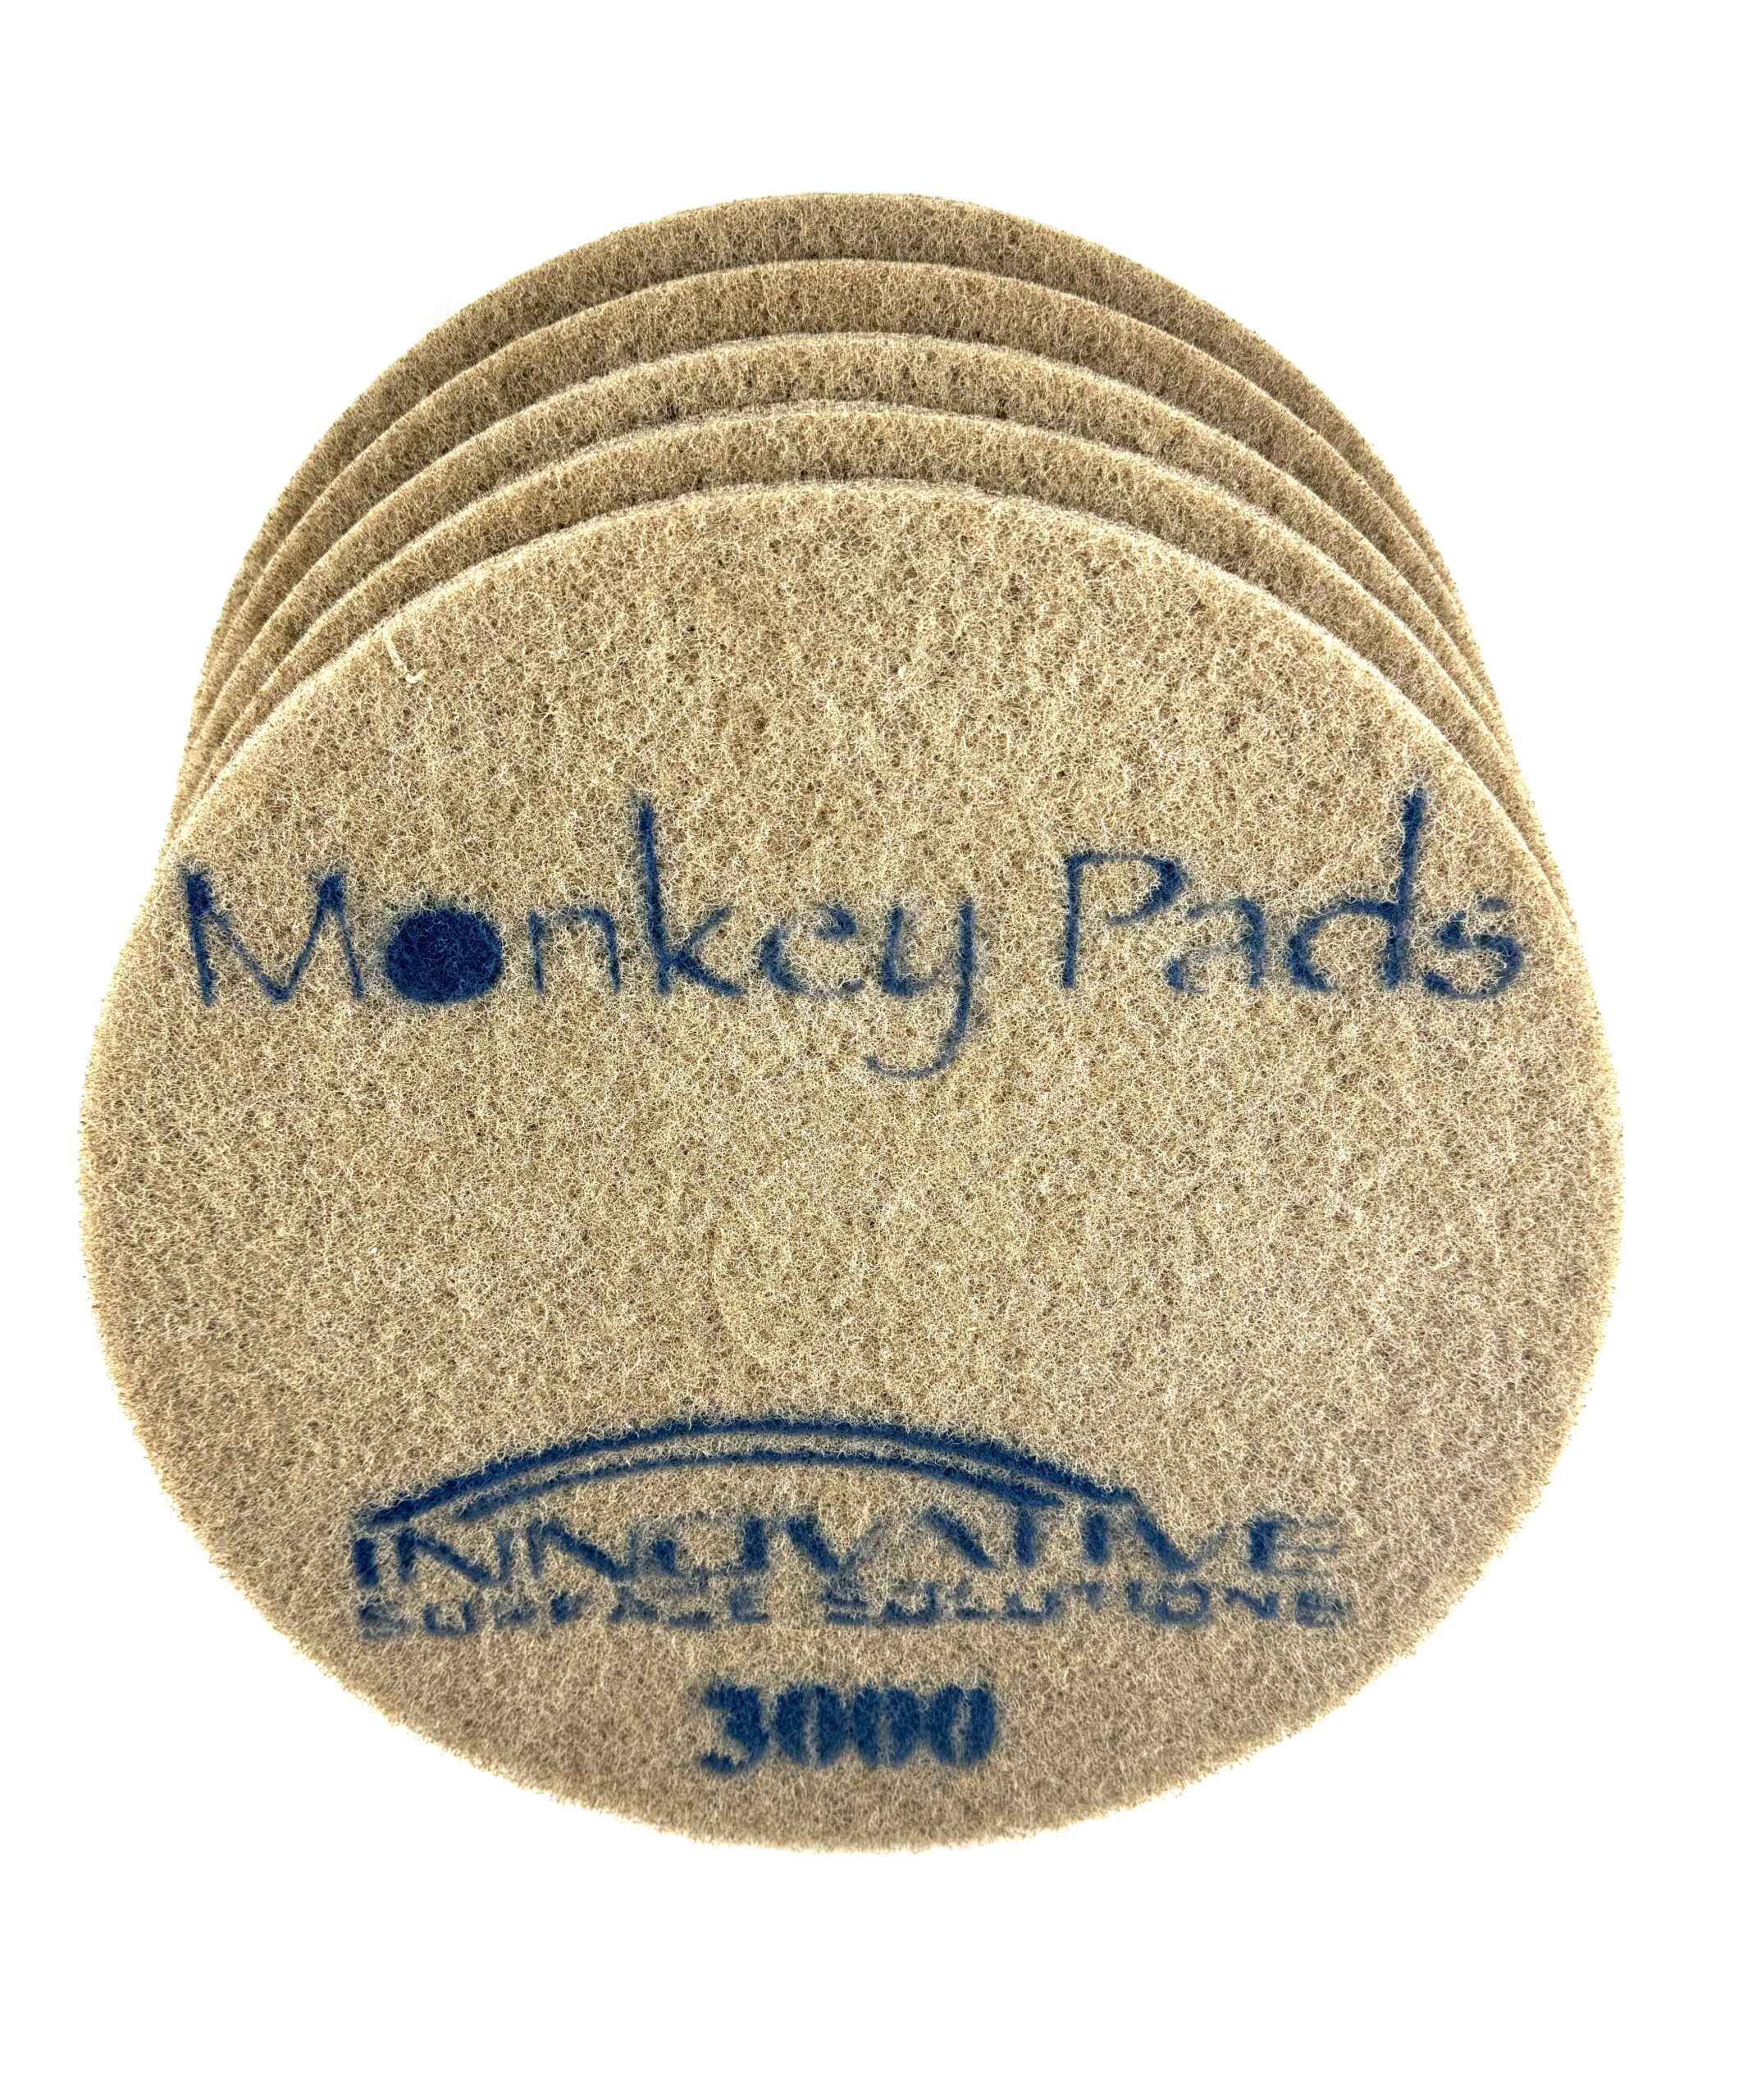 Monkey Pads
INNOVATIVE
SURFACE SOLUTIONS
3000